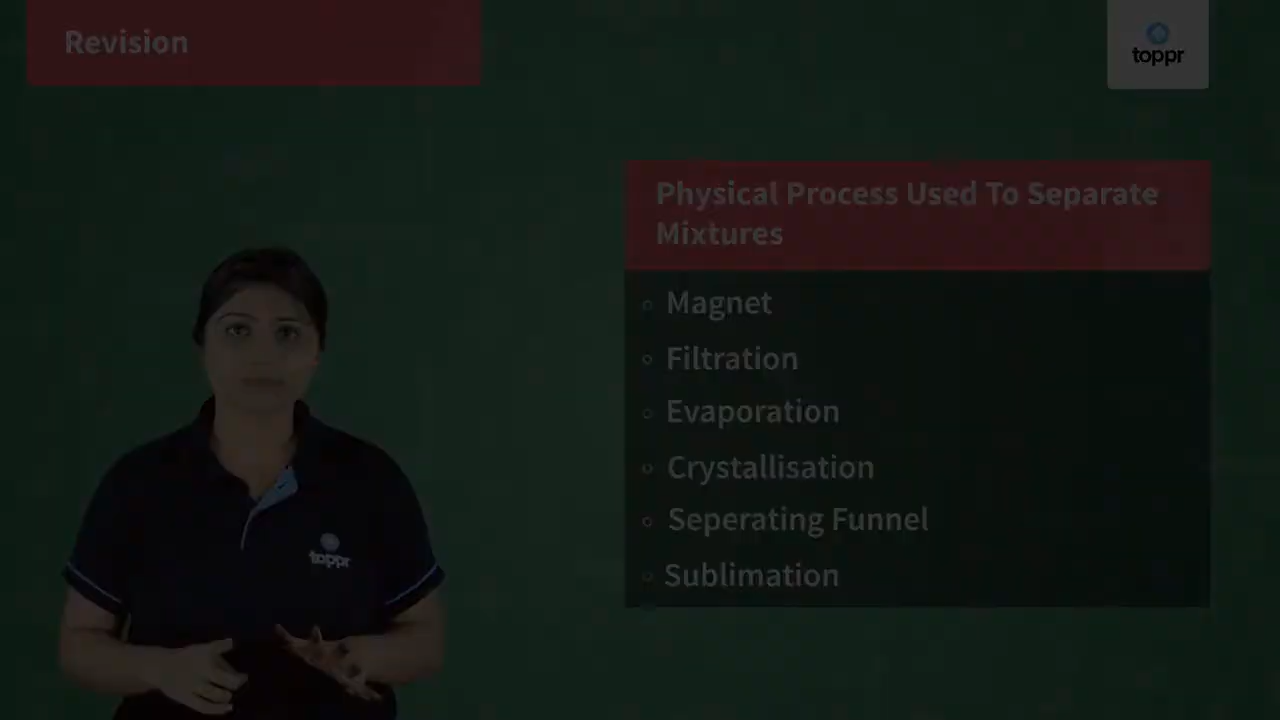 Revision
toppr
Physical Process Used To Separate
Mixtures
Magnet
Filtration
Evaporation
Crystallisation
Seperating Funnel
Sublimation
toppr